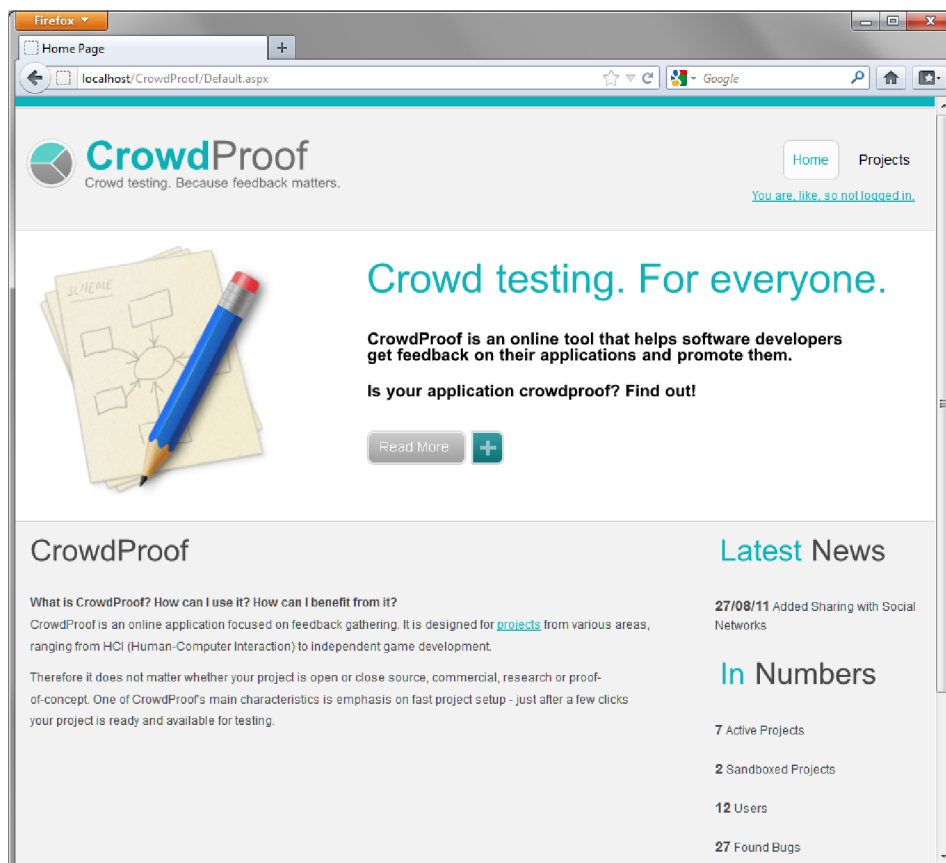 Firefox
Home Page
localhost/CrowdProof/Default.aspx
Google
CrowdProof
Crowd testing. Because feedback matters.
Home
Projects
You are, like, so not logged in.
SCHEME
Crowd testing. For everyone.
CrowdProof is an online tool that helps software developers
get feedback on their applications and promote them.
Is your application crowdproof? Find out!
Read More
CrowdProof
What is CrowdProof? How can I use it? How can I benefit from it?
CrowdProof is an online application focused on feedback gathering. It is designed for projects from various areas,
ranging from HCI (Human-Computer Interaction) to independent game development.
Therefore it does not matter whether your project is open or close source, commercial, research or proof-
of-concept. One of CrowdProof's main characteristics is emphasis on fast project setup - just after a few clicks
your project is ready and available for testing.
Latest News
27/08/11 Added Sharing with Social
Networks
In Numbers
7 Active Projects
2 Sandboxed Projects
12 Users
27 Found Bugs